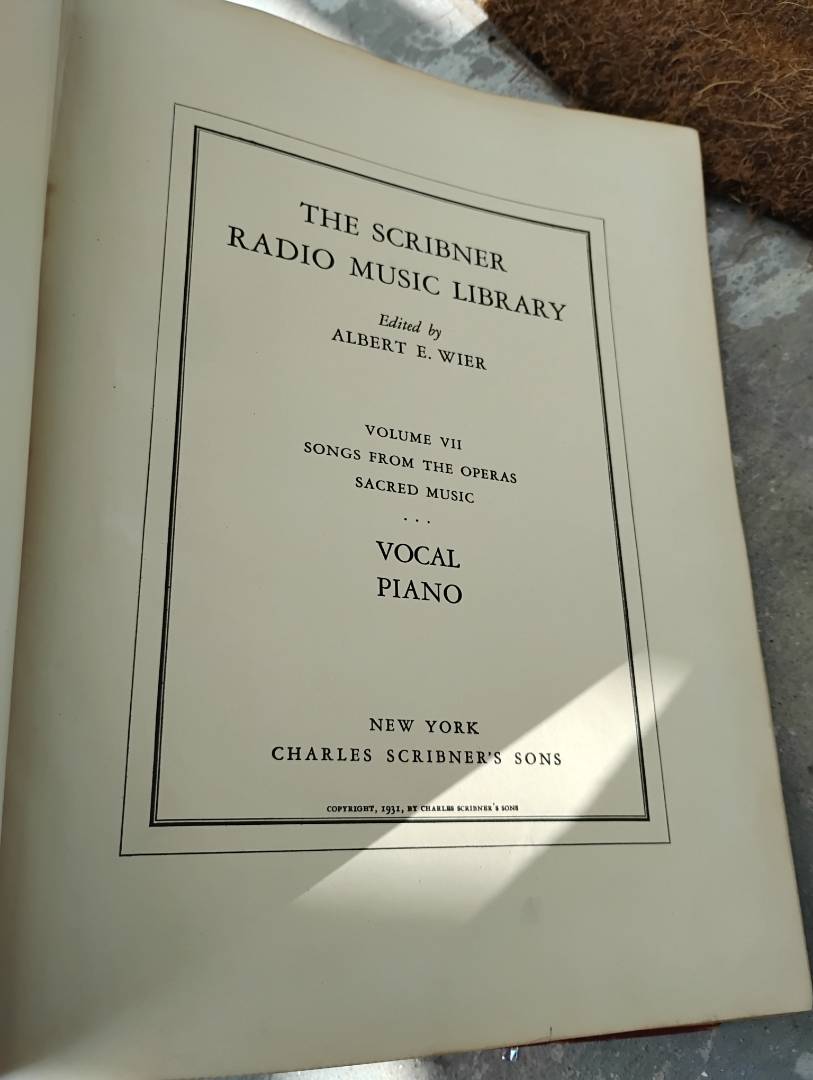 THE SCRIBNER
RADIO MUSIC LIBRARY
Edited by
ALBERT E. WIER
VOLUME VII
SONGS FROM THE OPERAS
SACRED MUSIC
...
VOCAL
PIANO
NEW YORK
CHARLES SCRIBNER'S SONS
COPYRIGHT, 1931, BY CHARLES SCRIBNER'S SONS